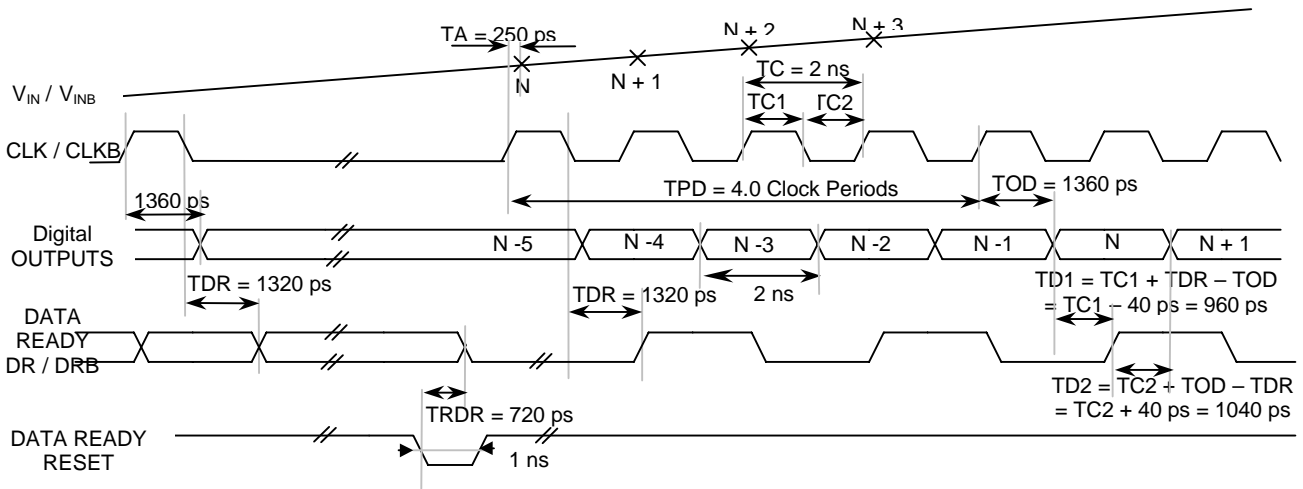 TA = 250 ps
N
N + 1
N + 2
N + 3
TC = 2 ns
TC1
TC2
VIN / VINB
CLK / CLKB
1360 ps
TPD = 4.0 Clock Periods
TOD = 1360 ps
Digital
OUTPUTS
N -5
N -4
N -3
N -2
N -1
N
N + 1
TDR = 1320 ps
TDR = 1320 ps
2 ns
TD1 = TC1 + TDR – TOD
= TC1 – 40 ps = 960 ps
DATA
READY
DR / DRB
TD2 = TC2 + TOD – TDR
= TC2 + 40 ps = 1040 ps
TRDR = 720 ps
DATA READY
RESET
1 ns